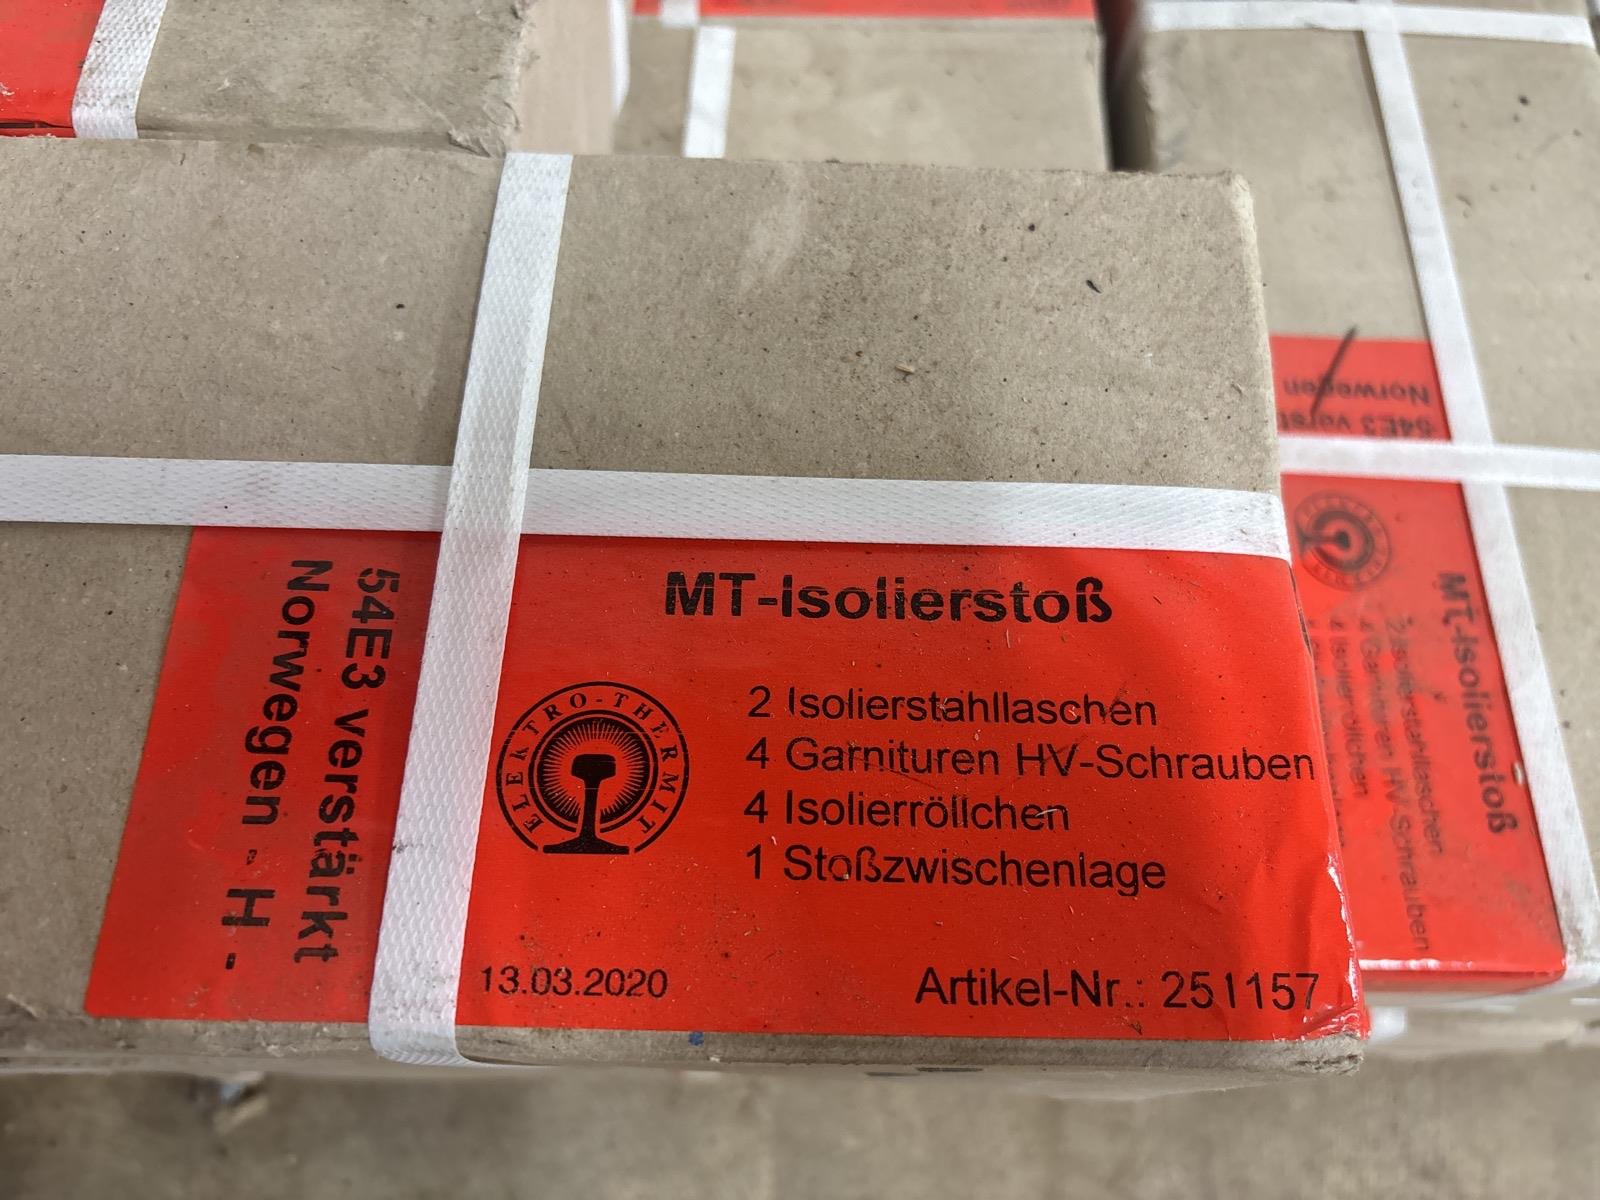 54E3 verstärkt
Norwegen - H -
MT-Isolierstoß
ELEKTRO-THERMIT
2 Isolierstahllaschen
4 Garnituren HV-Schrauben
4 Isolierröllchen
1 Stoßzwischenlage
13.03.2020
Artikel-Nr.: 251157
Norwegen
54E3 verst
MT-Isolierstoß
2 Isolierstahllaschen
4 Garnituren HV-Schrauben
4 Isolierröllchen